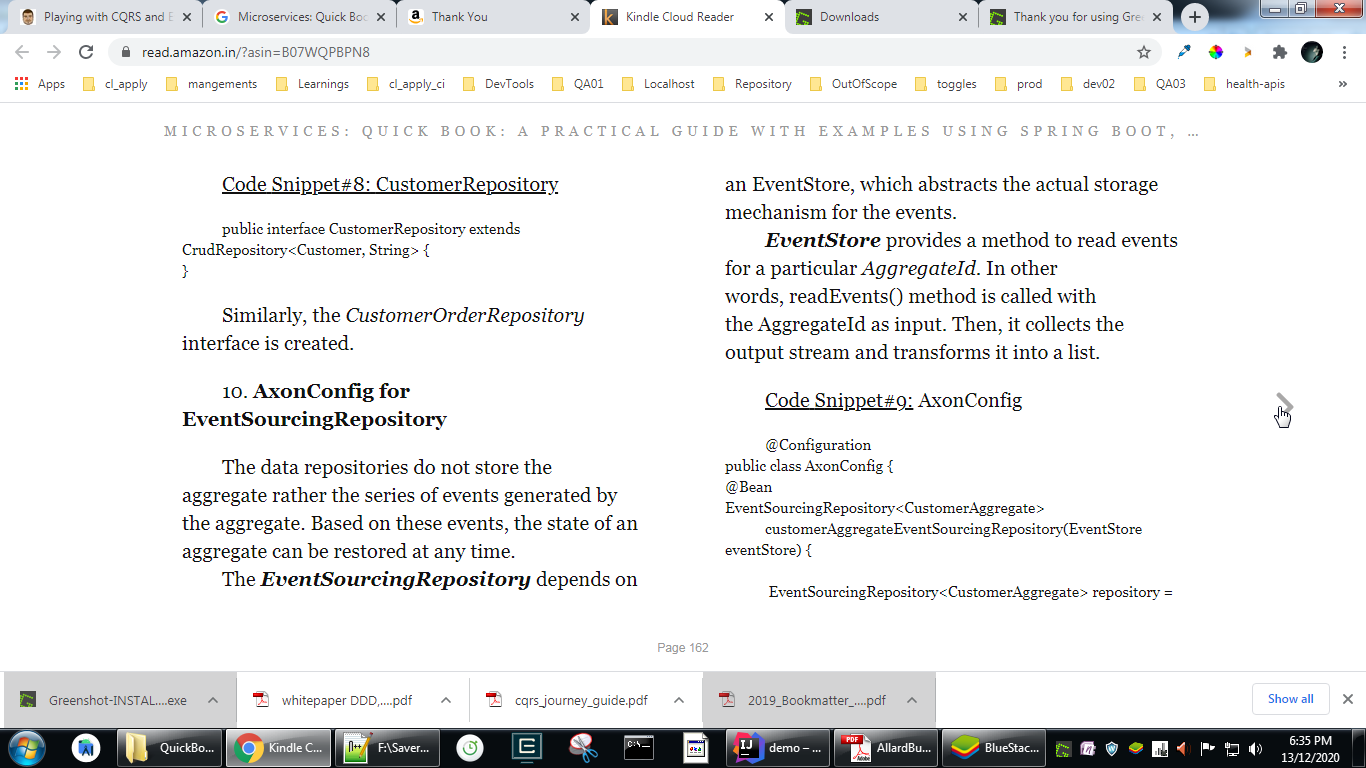 Playing with CQRS and E
Microservices: Quick Boo
Thank You
Kindle Cloud Reader
Downloads
Thank you for using Gre
read.amazon.in/?asin=B07WQPBPN8
Apps
cl_apply
mangements
Learnings
cl_apply_ci
DevTools
QA01
Localhost
Repository
OutOfScope
toggles
prod
dev02
QA03
health-apis
»
MICROSERVICES: QUICK BOOK: A PRACTICAL GUIDE WITH EXAMPLES USING SPRING BOOT, …
Code Snippet#8: CustomerRepository
public interface CustomerRepository extends
CrudRepository<Customer, String> {
}
Similarly, the CustomerOrderRepository
interface is created.
10. AxonConfig for
EventSourcingRepository
The data repositories do not store the
aggregate rather the series of events generated by
the aggregate. Based on these events, the state of an
aggregate can be restored at any time.
The EventSourcingRepository depends on
an EventStore, which abstracts the actual storage
mechanism for the events.
EventStore provides a method to read events
for a particular AggregateId. In other
words, readEvents() method is called with
the AggregateId as input. Then, it collects the
output stream and transforms it into a list.
Code Snippet#9: AxonConfig
@Configuration
public class AxonConfig {
@Bean
EventSourcingRepository<CustomerAggregate>
customerAggregateEventSourcingRepository(EventStore
eventStore) {
EventSourcingRepository<CustomerAggregate> repository =
Page 162
Greenshot-INSTAL....exe
whitepaper DDD,....pdf
cqrs_journey_guide.pdf
2019_Bookmatter_....pdf
Show all
QuickBo...
Kindle C...
F:\Saver...
demo – ...
AllardBu...
BlueStac...
6:35 PM
13/12/2020